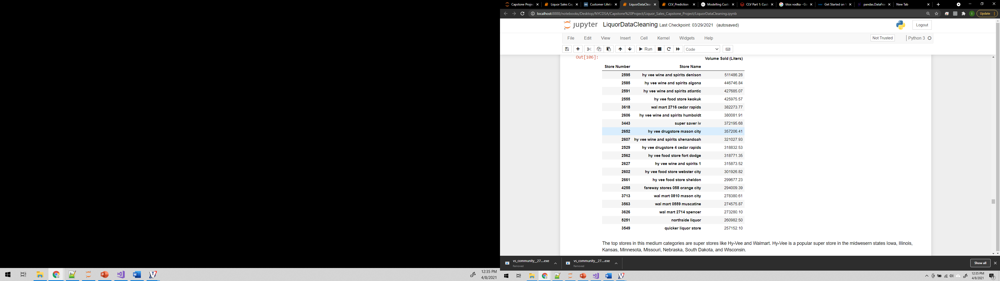 Capstone Projec
Liquor Sales Cap
Customer Lifetim
LiquorDataClean
CLV_Prediction
Modelling Custo
CLV Part 1: Cust
titos vodka - Go
Get Started on V
pandas.DataFra
New Tab
localhost:8888/notebooks/Desktop/NYCDSA/Capstone%20Project/Liquor_Sales_Capstone_Project/LiquorDataCleaning.ipynb
Update
jupyter LiquorDataCleaning Last Checkpoint: 03/29/2021 (autosaved)
Logout
File Edit View Insert Cell Kernel Widgets Help
Not Trusted
Python 3
Run
Code
Out[106]:
Volume Sold (Liters)
Store Number Store Name
2595 hy vee wine and spirits denison 511486.28
2585 hy vee wine and spirits algona 446746.84
2591 hy vee wine and spirits atlantic 427685.07
2555 hy vee food store keokuk 425975.57
3618 wal mart 2716 cedar rapids 382273.77
2606 hy vee wine and spirits humboldt 380081.91
3443 super saver iv 372195.68
2652 hy vee drugstore mason city 357206.41
2607 hy vee wine and spirits shenandoah 321027.93
2529 hy vee drugstore 4 cedar rapids 318832.53
2562 hy vee food store fort dodge 318771.35
2627 hy vee wine and spirits 1 315873.52
2602 hy vee food store webster city 301926.82
2661 hy vee food store sheldon 299677.23
4255 fareway stores 058 orange city 294009.39
3713 wal mart 0810 mason city 278380.61
3563 wal mart 0559 muscatine 274575.87
3626 wal mart 2714 spencer 273280.10
5251 northside liquor 260982.50
3549 quicker liquor store 257152.10
The top stores in this medium categories are super stores like Hy-Vee and Walmart. Hy-Vee is a popular super store in the midwesern states Iowa, Illinois,
Kansas, Minnesota, Missouri, Nebraska, South Dakota, and Wisconsin.
vs_community__27....exe
Removed
vs_community__27....exe
Removed
Show all
12:35 PM
4/8/2021
12:35 PM
4/8/2021